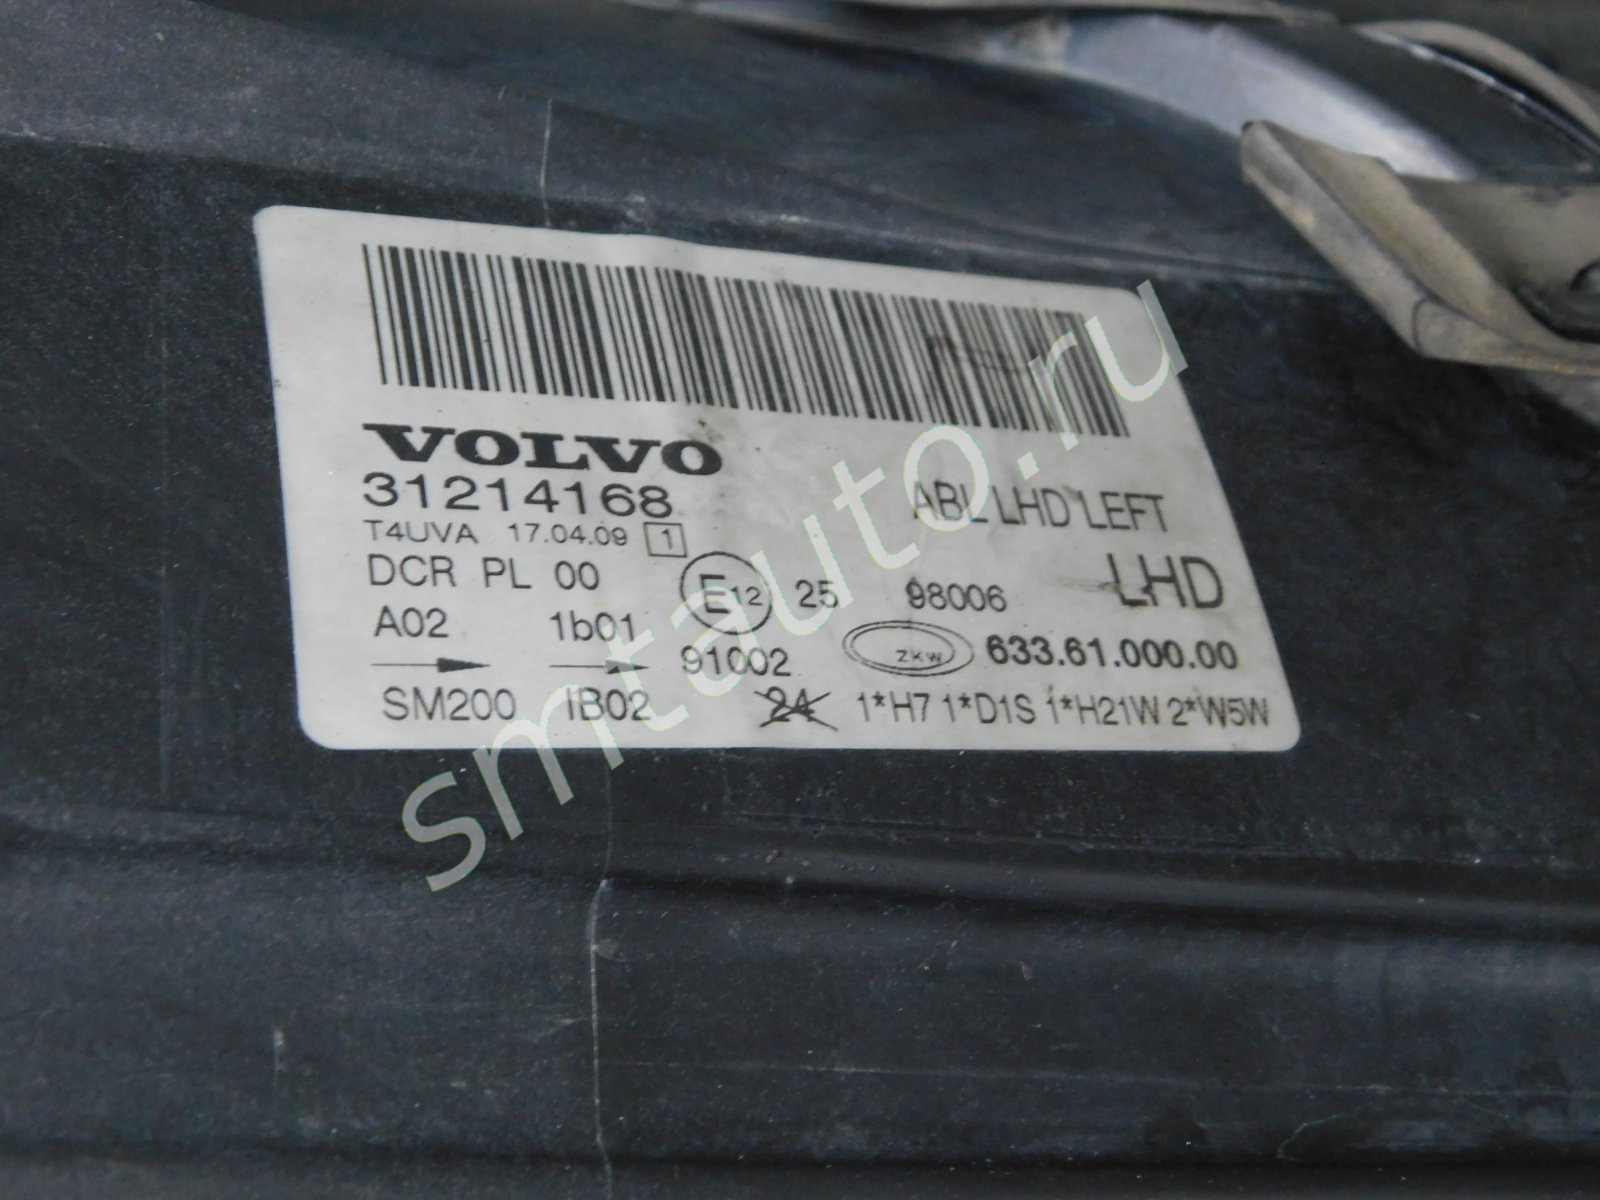 VOLVO
31214168
ABL LHD LEFT
T4UVA 17.04.09 1
DCR PL 00 E12 25 98006 LHD
A02 1b01 91002 ZKW 633.61.000.00
SM200 IB02 24 1*H7 1*D1S 1*H21W 2*W5W
smtauto.ru